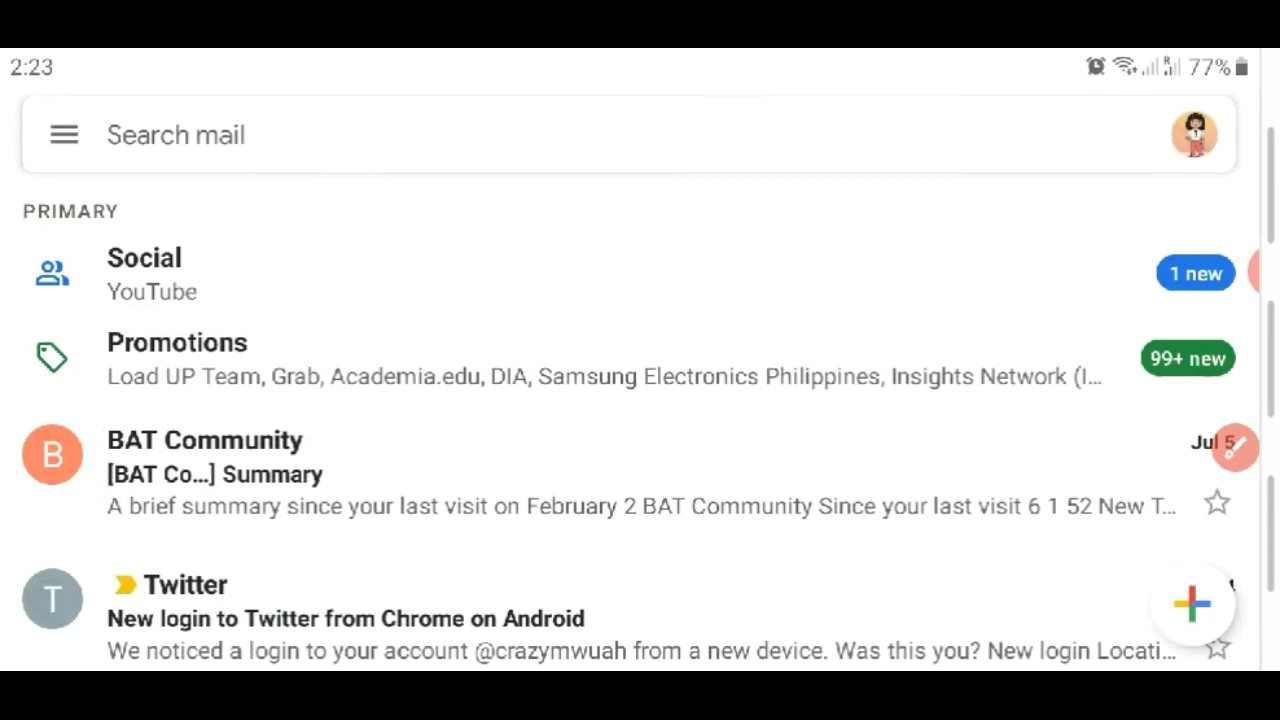 2:23
R
77%
Search mail
PRIMARY
Social
YouTube
1 new
Promotions
Load UP Team, Grab, Academia.edu, DIA, Samsung Electronics Philippines, Insights Network (I...
99+ new
B
BAT Community
Jul 5
[BAT Co...] Summary
A brief summary since your last visit on February 2 BAT Community Since your last visit 6 1 52 New T...
T
Twitter
New login to Twitter from Chrome on Android
We noticed a login to your account @crazymwuah from a new device. Was this you? New login Locati...